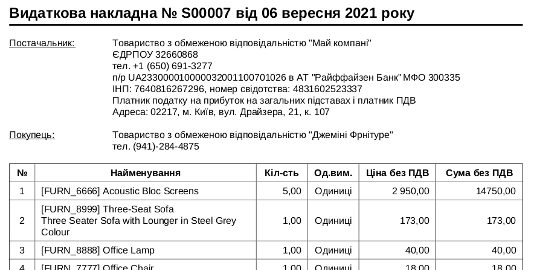 Видаткова накладна № S00007 від 06 вересня 2021 року
Постачальник: Товариство з обмеженою відповідальністю "Май компані"
ЄДРПОУ 32660868
тел. +1 (650) 691-3277
п/р UA233000010000032001100701026 в АТ "Райффайзен Банк" МФО 300335
ІНП: 7640816267296, номер свідотства: 4831602523337
Платник податку на прибуток на загальних підставах і платник ПДВ
Адреса: 02217, м. Київ, вул. Драйзера, 21, к. 107
Покупець: Товариство з обмеженою відповідальністю "Джеміні Фрнітуре"
тел. (941)-284-4875
№ Найменування Кіл-сть Од.вим. Ціна без ПДВ Сума без ПДВ
1 [FURN_6666] Acoustic Bloc Screens 5,00 Одиниці 2 950,00 14750,00
[FURN_8999] Three-Seat Sofa
2 Three Seater Sofa with Lounger in Steel Grey 1,00 Одиниці 173,00 173,00
Colour
3 [FURN_8888] Office Lamp 1,00 Одиниці 40,00 40,00
4 [FURN_7777] Office Chair 1,00 Одиниці 18,00 18,00